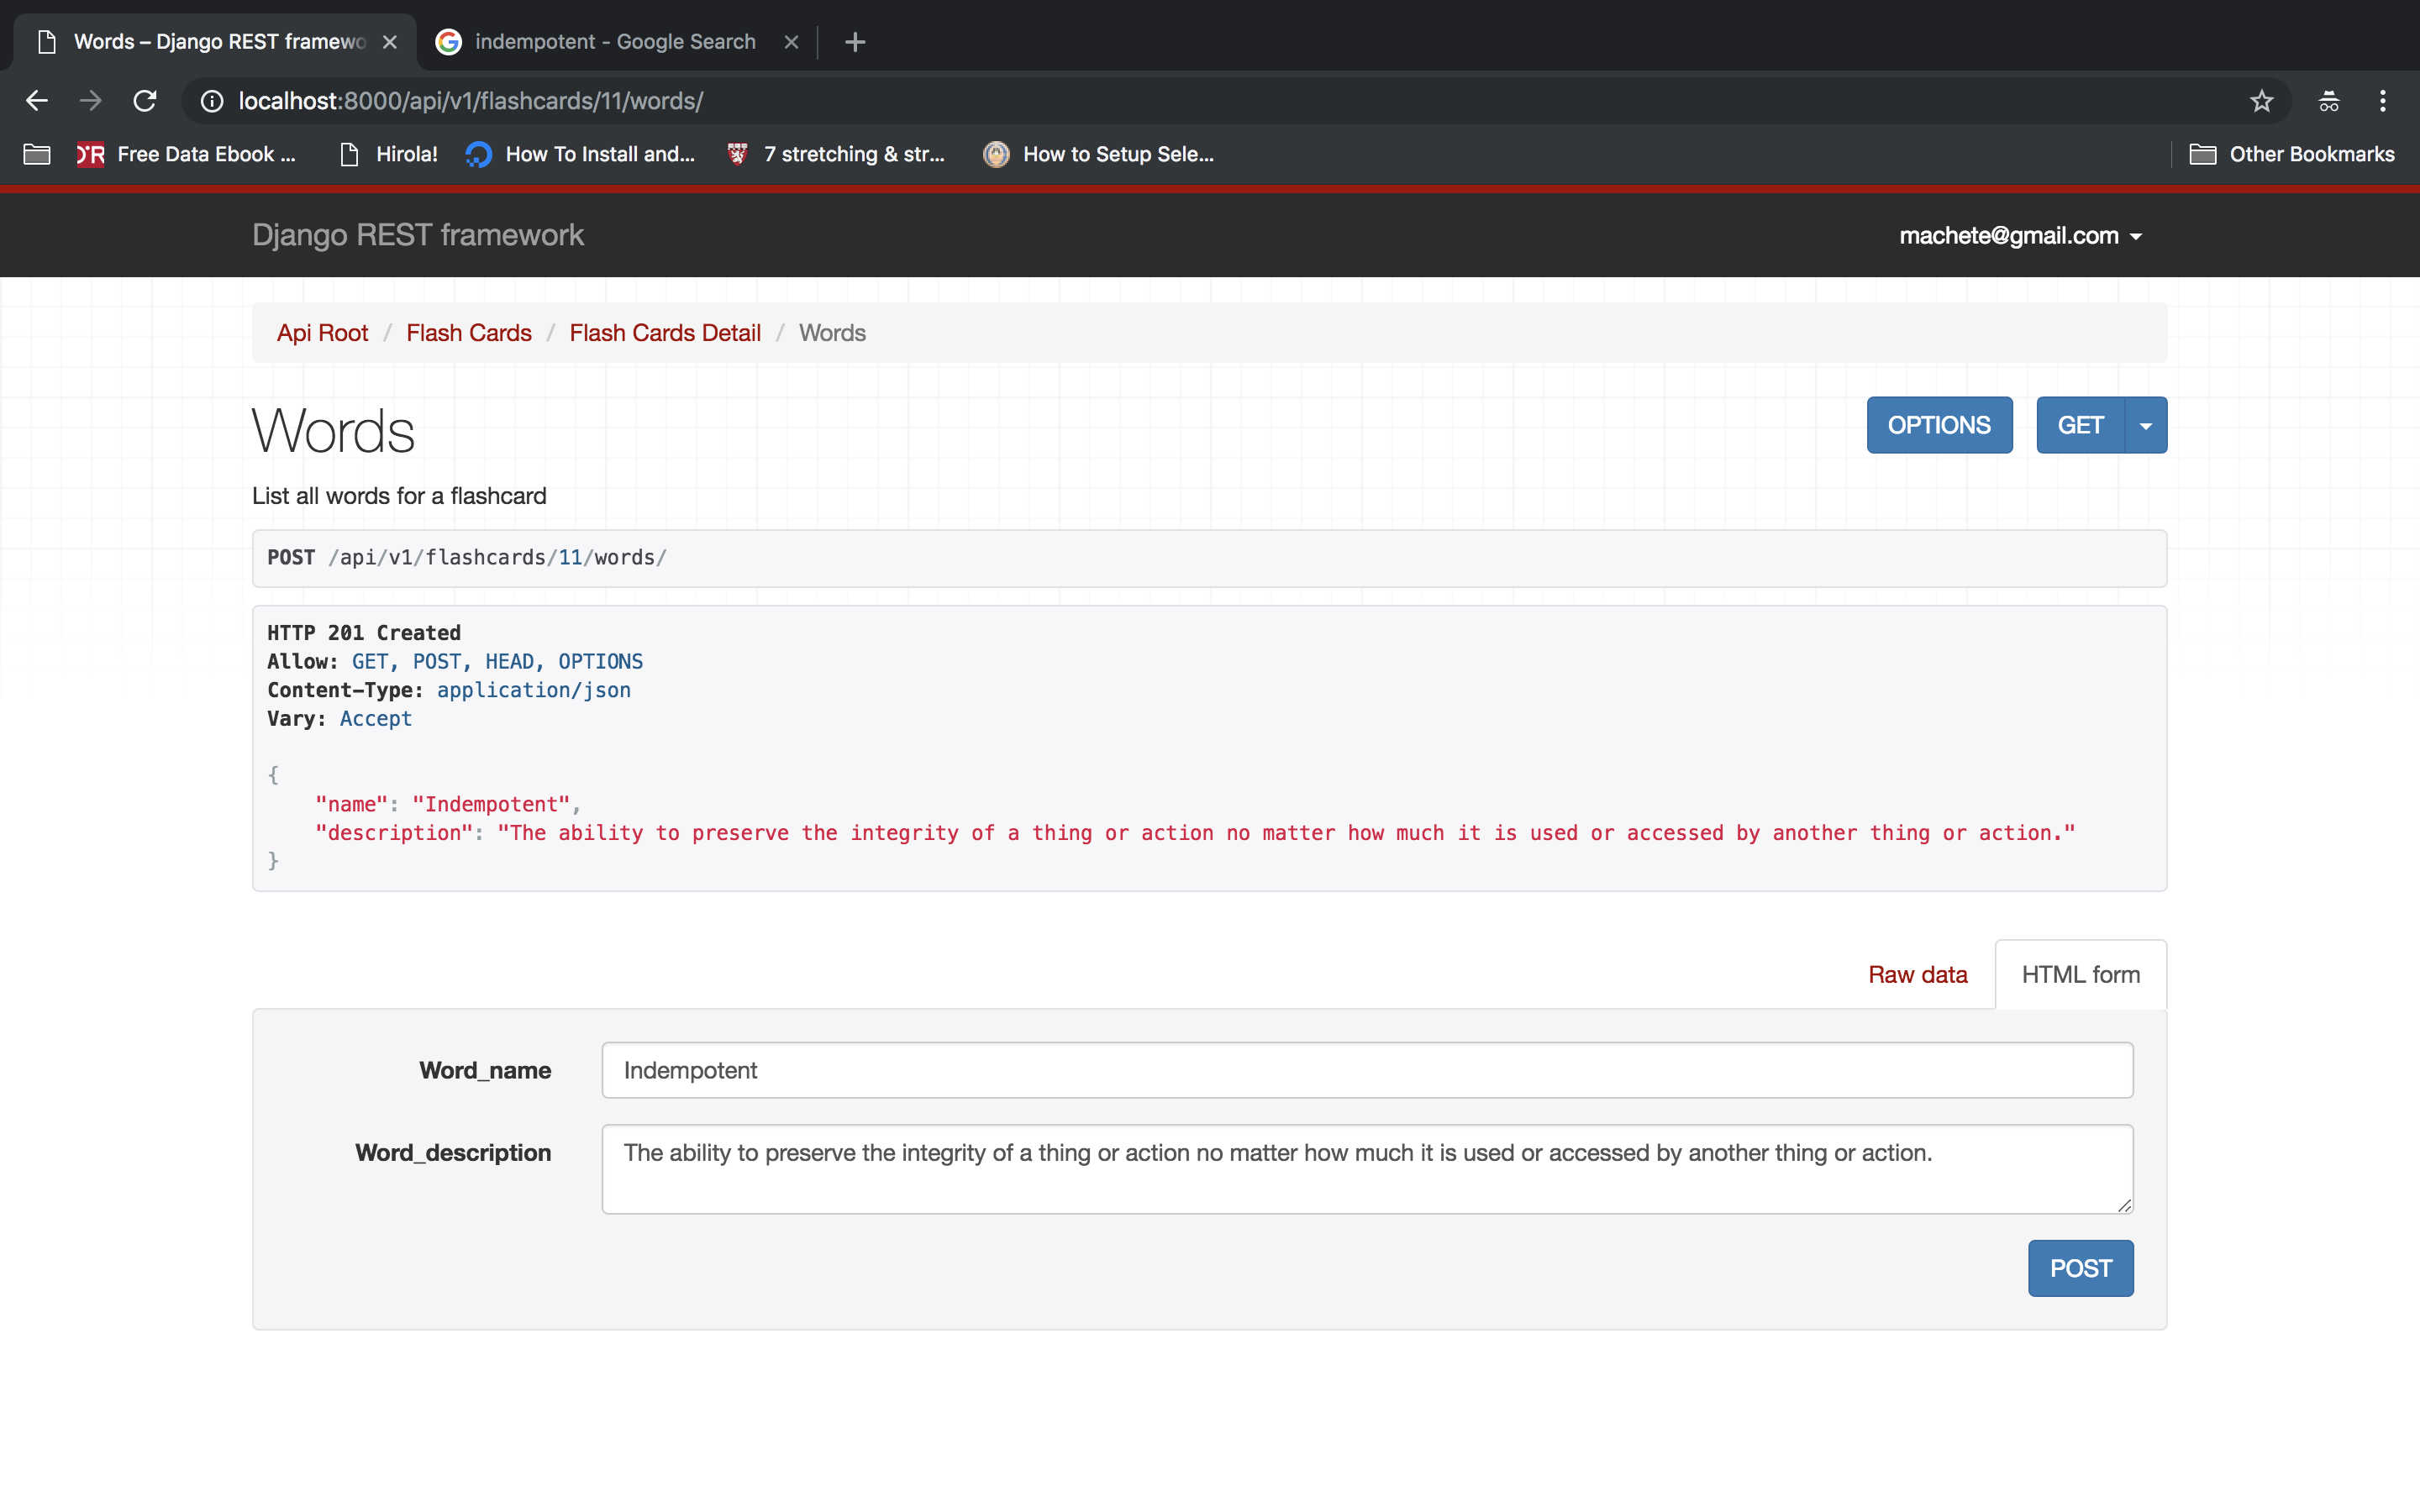 Words – Django REST framewo
indempotent - Google Search
localhost:8000/api/v1/flashcards/11/words/
Free Data Ebook ...
Hirola!
How To Install and...
7 stretching & str...
How to Setup Sele...
Other Bookmarks
Django REST framework
machete@gmail.com
Api Root / Flash Cards / Flash Cards Detail / Words
Words
OPTIONS
GET
List all words for a flashcard
POST /api/v1/flashcards/11/words/
HTTP 201 Created
Allow: GET, POST, HEAD, OPTIONS
Content-Type: application/json
Vary: Accept
{
"name": "Indempotent",
"description": "The ability to preserve the integrity of a thing or action no matter how much it is used or accessed by another thing or action."
}
Raw data
HTML form
Word_name
Indempotent
Word_description
The ability to preserve the integrity of a thing or action no matter how much it is used or accessed by another thing or action.
POST